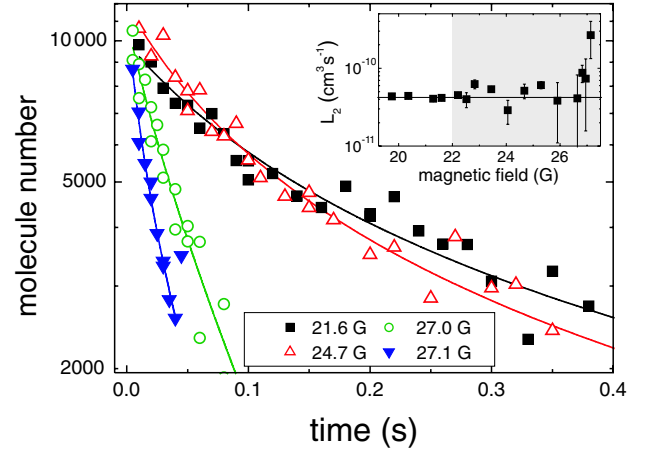 10000
5000
2000
molecule number
0.0 0.1 0.2 0.3 0.4
time (s)
21.6 G 27.0 G
24.7 G 27.1 G
L2 (cm3 s-1)
10-10
10-11
20 22 24 26
magnetic field (G)